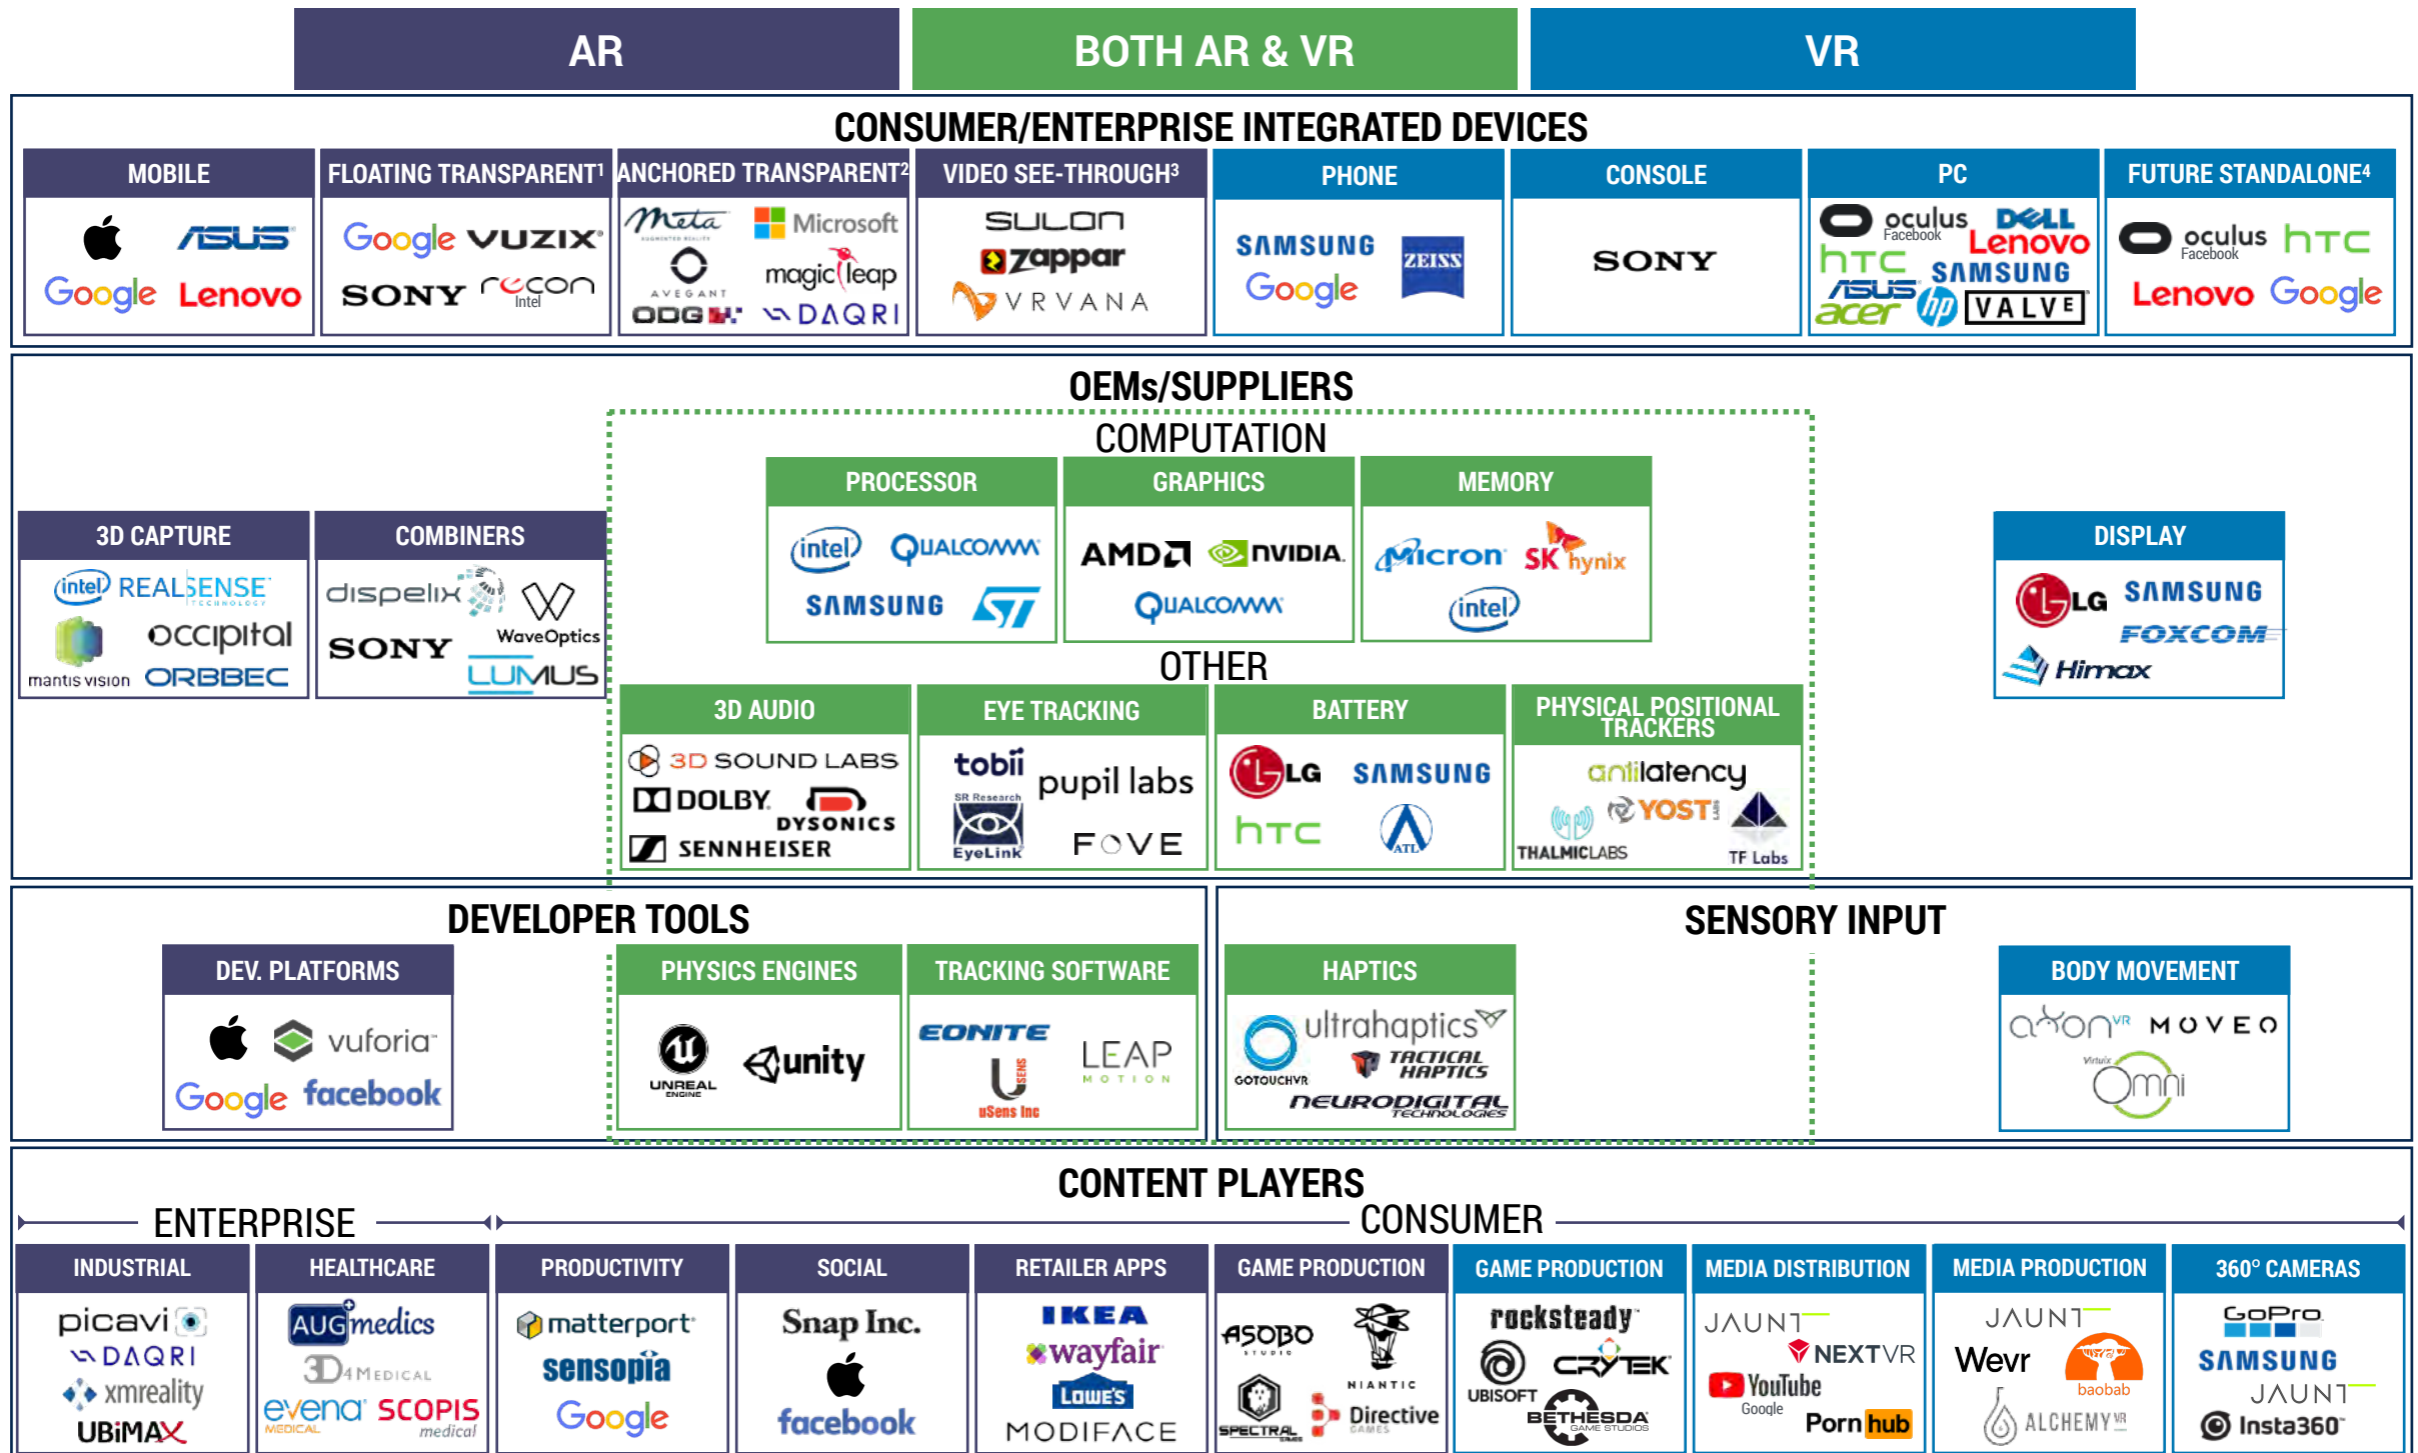 AR
BOTH AR & VR
VR
CONSUMER/ENTERPRISE INTEGRATED DEVICES
MOBILE
ASUS
Google
Lenovo
FLOATING TRANSPARENT¹
Google
VUZIX
SONY
recon
Intel
ANCHORED TRANSPARENT²
Meta
AUGMENTED REALITY
Microsoft
AVEGANT
magic leap
ODG
DAQRI
VIDEO SEE-THROUGH³
SULON
zappar
VRVANA
PHONE
SAMSUNG
Google
ZEISS
CONSOLE
SONY
PC
oculus
Facebook
DELL
Lenovo
hTC
SAMSUNG
ASUS
acer
hp
VALVE
FUTURE STANDALONE⁴
oculus
Facebook
hTC
Lenovo
Google
OEMs/SUPPLIERS
COMPUTATION
PROCESSOR
intel
QUALCOMM
SAMSUNG
ST
GRAPHICS
AMD
NVIDIA.
QUALCOMM
MEMORY
Micron
SK hynix
intel
3D CAPTURE
intel REALSENSE
TECHNOLOGY
mantis vision
occipital
ORBBEC
COMBINERS
dispelix
WaveOptics
SONY
LUMUS
DISPLAY
LG
SAMSUNG
FOXCOM
Himax
OTHER
3D AUDIO
3D SOUND LABS
DOLBY.
DYSONICS
SENNHEISER
EYE TRACKING
tobii
pupil labs
SR Research
EyeLink
FOVE
BATTERY
LG
SAMSUNG
hTC
ATL
PHYSICAL POSITIONAL
TRACKERS
antilatency
YOST LABS
THALMICLABS
TF Labs
DEVELOPER TOOLS
DEV. PLATFORMS
vuforia™
Google
facebook
PHYSICS ENGINES
UNREAL
ENGINE
unity
TRACKING SOFTWARE
EONITE
USENS
uSens Inc
LEAP
MOTION
SENSORY INPUT
HAPTICS
GOTOUCHVR
ultrahaptics
TACTICAL
HAPTICS
NEURODIGITAL
TECHNOLOGIES
BODY MOVEMENT
axon VR
MOVEO
Virtuix
Omni
CONTENT PLAYERS
ENTERPRISE
CONSUMER
INDUSTRIAL
picavi
DAQRI
xmreality
UBiMAX
HEALTHCARE
AUGmedics
3D4MEDICAL
evena
MEDICAL
SCOPIS
medical
PRODUCTIVITY
matterport
sensopia
Google
SOCIAL
Snap Inc.
facebook
RETAILER APPS
IKEA
wayfair
LOWE'S
MODIFACE
GAME PRODUCTION
ASOBO
STUDIO
NIANTIC
SPECTRAL
GAMES
Directive
GAMES
GAME PRODUCTION
rocksteady
UBISOFT
CRYTEK
BETHESDA
GAME STUDIOS
MEDIA DISTRIBUTION
JAUNT
NEXTVR
YouTube
Google
Porn hub
MEDIA PRODUCTION
JAUNT
Wevr
baobab
ALCHEMY VR
360° CAMERAS
GoPro
SAMSUNG
JAUNT
Insta360™